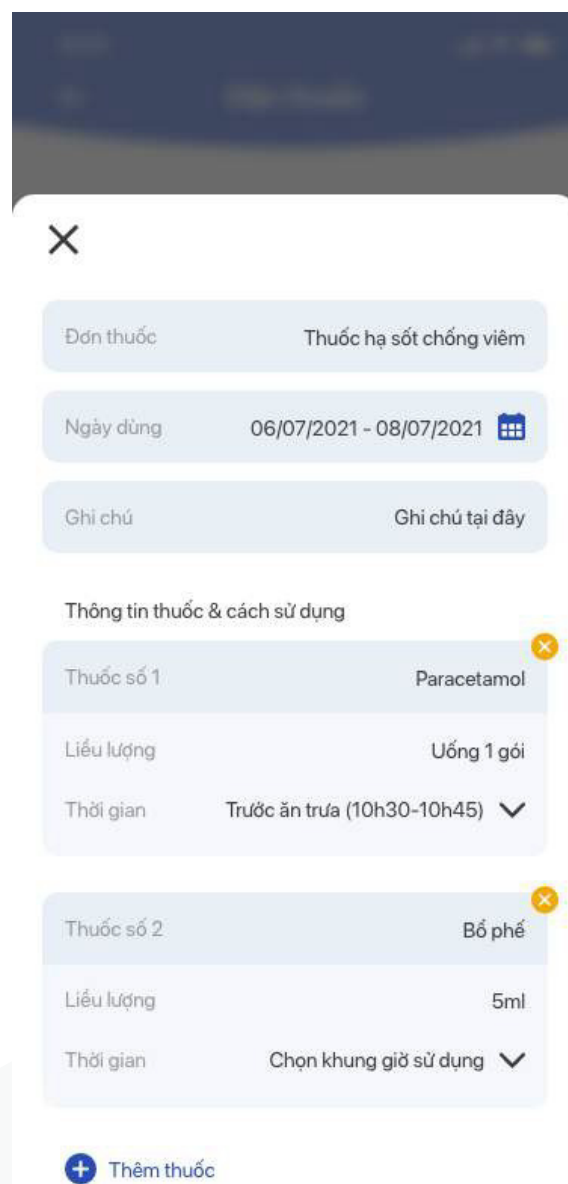 Đơn thuốc Thuốc hạ sốt chống viêm
Ngày dùng 06/07/2021 - 08/07/2021
Ghi chú Ghi chú tại đây
Thông tin thuốc & cách sử dụng
Thuốc số 1 Paracetamol
Liều lượng Uống 1 gói
Thời gian Trước ăn trưa (10h30-10h45)
Thuốc số 2 Bổ phế
Liều lượng 5ml
Thời gian Chọn khung giờ sử dụng
Thêm thuốc